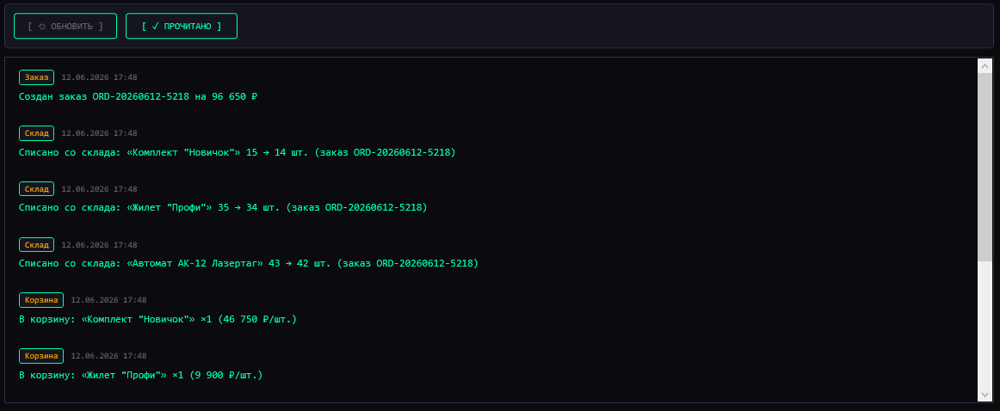 [ ⟲ ОБНОВИТЬ ] [ ✓ ПРОЧИТАНО ]
Заказ 12.06.2026 17:48
Создан заказ ORD-20260612-5218 на 96 650 ₽
Склад 12.06.2026 17:48
Списано со склада: «Комплект "Новичок"» 15 → 14 шт. (заказ ORD-20260612-5218)
Склад 12.06.2026 17:48
Списано со склада: «Жилет "Профи"» 35 → 34 шт. (заказ ORD-20260612-5218)
Склад 12.06.2026 17:48
Списано со склада: «Автомат АК-12 Лазертаг» 43 → 42 шт. (заказ ORD-20260612-5218)
Корзина 12.06.2026 17:48
В корзину: «Комплект "Новичок"» ×1 (46 750 ₽/шт.)
Корзина 12.06.2026 17:48
В корзину: «Жилет "Профи"» ×1 (9 900 ₽/шт.)